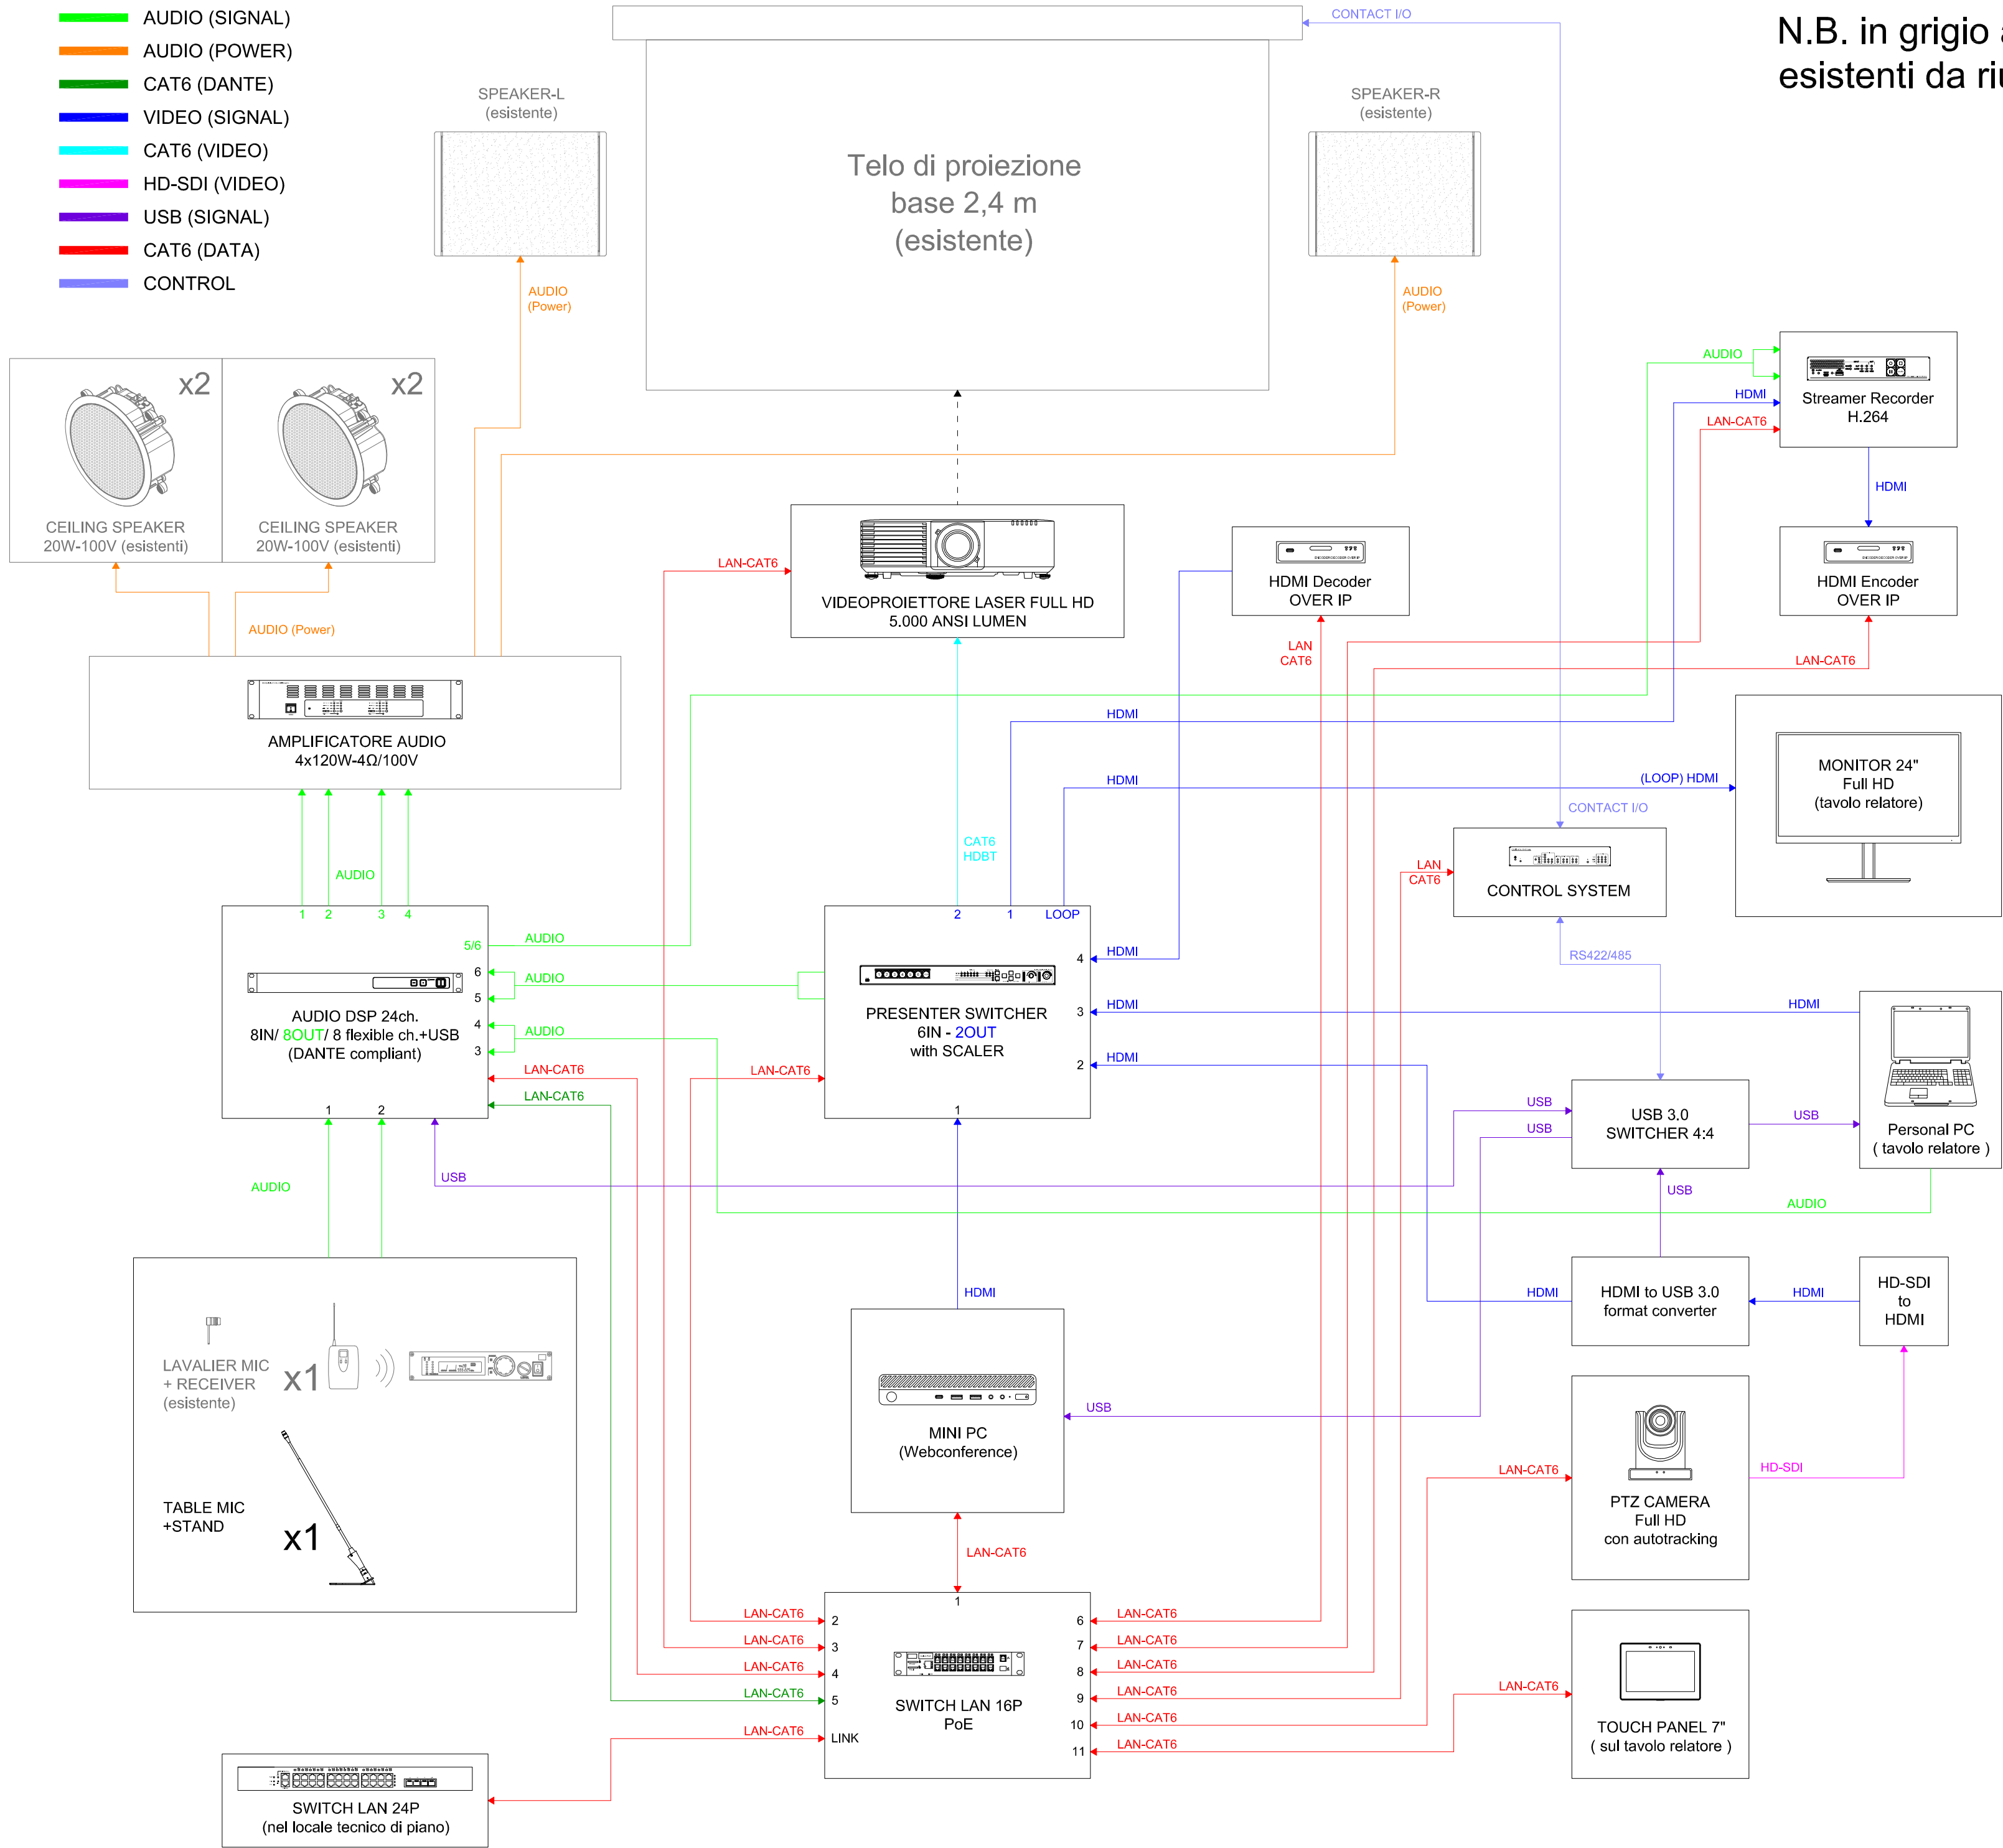 AUDIO (SIGNAL)
AUDIO (POWER)
CAT6 (DANTE)
VIDEO (SIGNAL)
CAT6 (VIDEO)
HD-SDI (VIDEO)
USB (SIGNAL)
CAT6 (DATA)
CONTROL
CONTACT I/O
N.B. in grigio
esistenti da
SPEAKER-L
(esistente)
SPEAKER-R
(esistente)
Telo di proiezione
base 2,4 m
(esistente)
AUDIO
(Power)
AUDIO
(Power)
x2
x2
CEILING SPEAKER
20W-100V (esistenti)
CEILING SPEAKER
20W-100V (esistenti)
AUDIO
HDMI
LAN-CAT6
Streamer Recorder
H.264
HDMI
LAN-CAT6
VIDEOPROIETTORE LASER FULL HD
5.000 ANSI LUMEN
HDMI Decoder
OVER IP
HDMI Encoder
OVER IP
AUDIO (Power)
LAN
CAT6
LAN-CAT6
AMPLIFICATORE AUDIO
4x120W-4Ω/100V
HDMI
HDMI
(LOOP) HDMI
MONITOR 24"
Full HD
(tavolo relatore)
CONTACT I/O
CAT6
HDBT
LAN
CAT6
CONTROL SYSTEM
AUDIO
1
2
3
4
5/6
AUDIO
6
AUDIO
5
4
AUDIO
3
AUDIO DSP 24ch.
8IN/ 8OUT/ 8 flexible ch.+USB
(DANTE compliant)
LAN-CAT6
LAN-CAT6
1
2
2
1
LOOP
4
HDMI
3
HDMI
2
HDMI
PRESENTER SWITCHER
6IN - 2OUT
with SCALER
LAN-CAT6
1
RS422/485
HDMI
USB
USB
USB 3.0
SWITCHER 4:4
USB
Personal PC
( tavolo relatore )
AUDIO
USB
USB
AUDIO
HDMI
HDMI
HDMI to USB 3.0
format converter
HDMI
HD-SDI
to
HDMI
LAVALIER MIC
+ RECEIVER
(esistente)
x1
TABLE MIC
+STAND
x1
USB
MINI PC
(Webconference)
LAN-CAT6
LAN-CAT6
HD-SDI
PTZ CAMERA
Full HD
con autotracking
1
LAN-CAT6
2
LAN-CAT6
3
LAN-CAT6
4
LAN-CAT6
5
LAN-CAT6
LINK
SWITCH LAN 16P
PoE
6
LAN-CAT6
7
LAN-CAT6
8
LAN-CAT6
9
LAN-CAT6
10
LAN-CAT6
11
LAN-CAT6
LAN-CAT6
TOUCH PANEL 7"
( sul tavolo relatore )
SWITCH LAN 24P
(nel locale tecnico di piano)